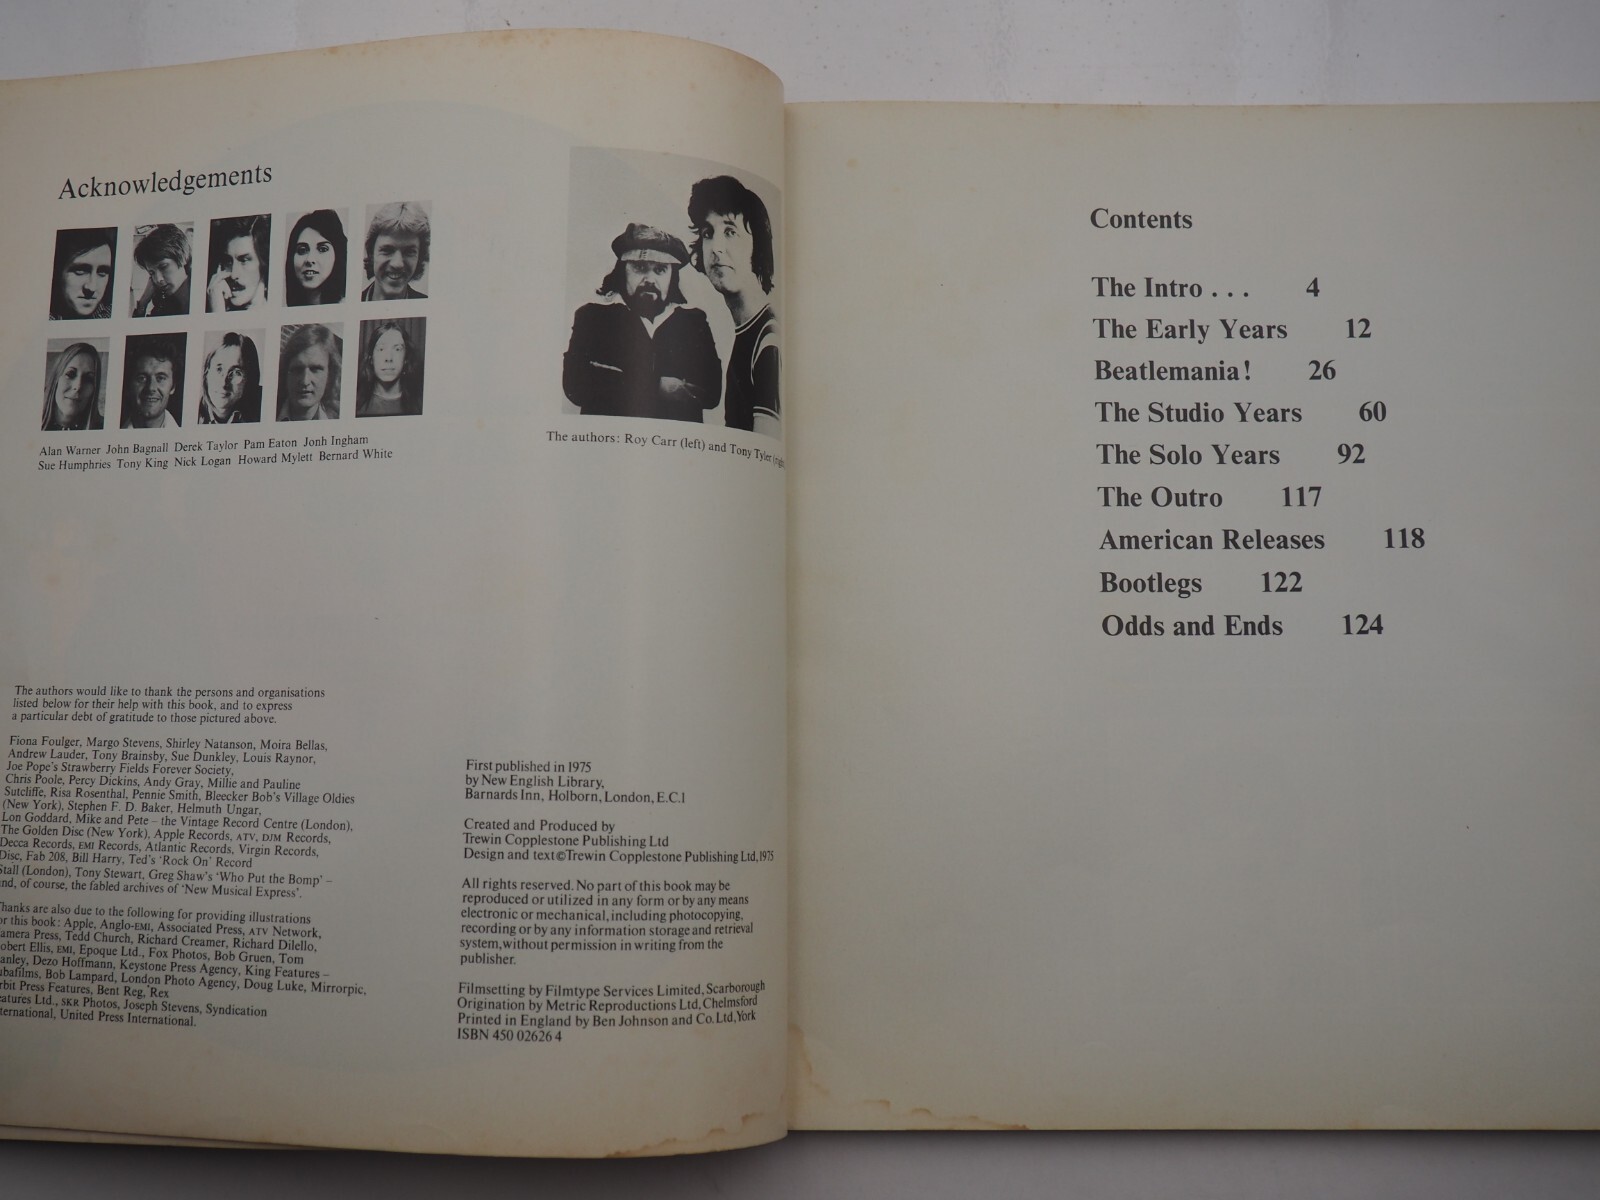 Acknowledgements
Alan Warner John Bagnall Derek Taylor Pam Eaton Jonh Ingham
Sue Humphries Tony King Nick Logan Howard Mylett Bernard White
The authors: Roy Carr (left) and Tony Tyler
The authors would like to thank the persons and organisations
listed below for their help with this book, and to express
a particular debt of gratitude to those pictured above.
Fiona Foulger, Margo Stevens, Shirley Natanson, Moira Bellas,
Andrew Lauder, Tony Brainsby, Sue Dunkley, Louis Raynor,
Joe Pope's Strawberry Fields Forever Society,
Chris Poole, Percy Dickins, Andy Gray, Millie and Pauline
Sutcliffe, Risa Rosenthal, Pennie Smith, Bleecker Bob's Village Oldies
(New York), Stephen F. D. Baker, Helmuth Ungar,
Lon Goddard, Mike and Pete – the Vintage Record Centre (London),
The Golden Disc (New York), Apple Records, ATV, DJM Records,
Decca Records, EMI Records, Atlantic Records, Virgin Records,
Disc, Fab 208, Bill Harry, Ted's 'Rock On' Record
Stall (London), Tony Stewart, Greg Shaw's 'Who Put the Bomp' –
and, of course, the fabled archives of 'New Musical Express'.
Thanks are also due to the following for providing illustrations
for this book: Apple, Anglo-EMI, Associated Press, ATV Network,
Camera Press, Tedd Church, Richard Creamer, Richard Dilello,
Robert Ellis, EMI, Epoque Ltd., Fox Photos, Bob Gruen, Tom
Hanley, Dezo Hoffmann, Keystone Press Agency, King Features –
Subafilms, Bob Lampard, London Photo Agency, Doug Luke, Mirrorpic,
Orbit Press Features, Bent Rej, Rex
Features Ltd., SKR Photos, Joseph Stevens, Syndication
International, United Press International.
First published in 1975
by New English Library,
Barnards Inn, Holborn, London, E.C.1
Created and Produced by
Trewin Copplestone Publishing Ltd
Design and text © Trewin Copplestone Publishing Ltd, 1975
All rights reserved. No part of this book may be
reproduced or utilized in any form or by any means
electronic or mechanical, including photocopying,
recording or by any information storage and retrieval
system, without permission in writing from the
publisher.
Filmsetting by Filmtype Services Limited, Scarborough
Origination by Metric Reproductions Ltd, Chelmsford
Printed in England by Ben Johnson and Co. Ltd, York
ISBN 450 02626 4
Contents
The Intro . . . 4
The Early Years 12
Beatlemania! 26
The Studio Years 60
The Solo Years 92
The Outro 117
American Releases 118
Bootlegs 122
Odds and Ends 124